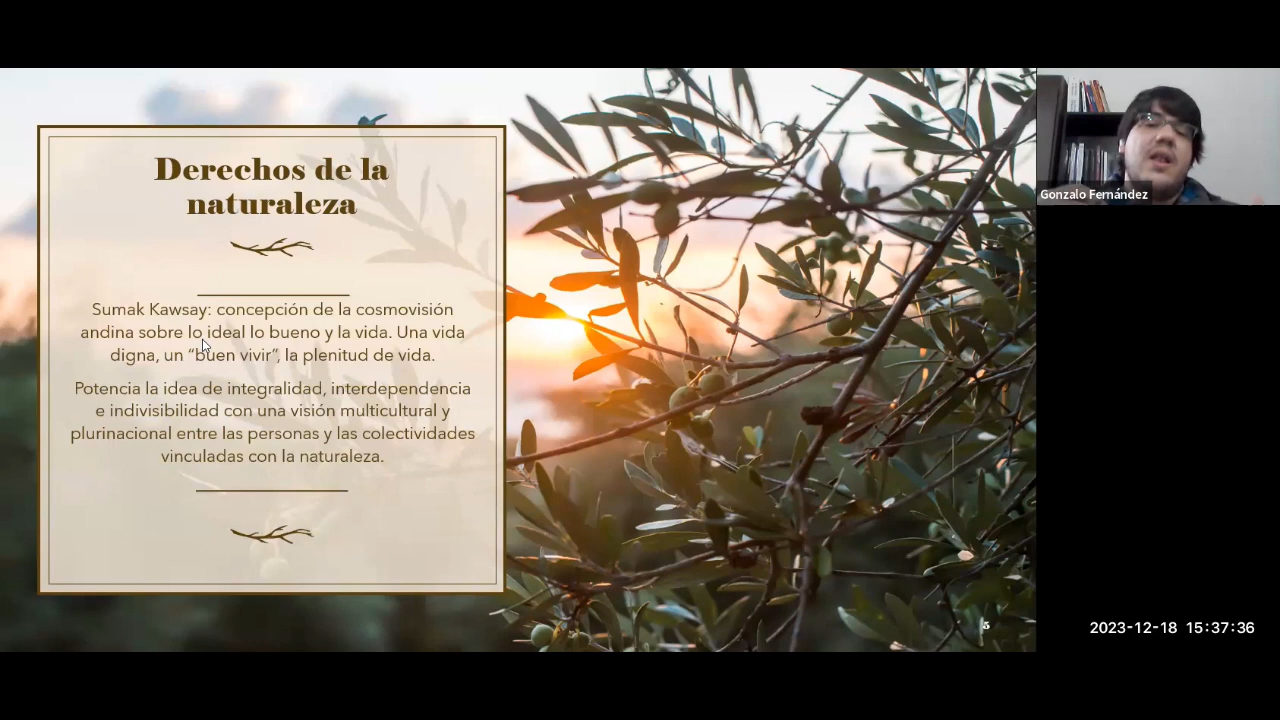 Derechos de la
naturaleza
Sumak Kawsay: concepción de la cosmovisión
andina sobre lo ideal lo bueno y la vida. Una vida
digna, un “buen vivir”, la plenitud de vida.
Potencia la idea de integralidad, interdependencia
e indivisibilidad con una visión multicultural y
plurinacional entre las personas y las colectividades
vinculadas con la naturaleza.
5
Gonzalo Fernández
2023-12-18 15:37:36